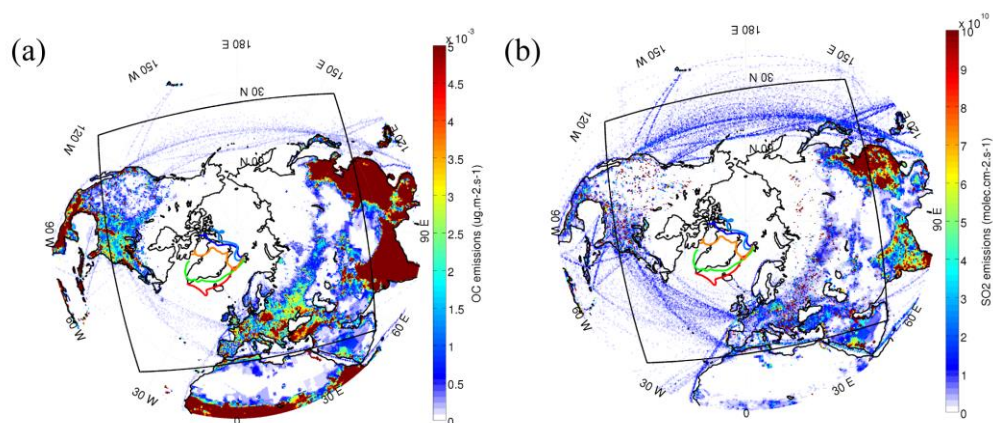 (a)
180 E
150 W
150 E
120 W
30 N
120 E
60 N
90 W
90 E
60 W
60 E
30 W
30 E
0
x 10⁻³
5
4.5
4
3.5
3
2.5
2
1.5
1
0.5
0
OC emissions (ug.m-2.s-1)
(b)
180 E
150 W
150 E
120 W
30 N
120 E
60 N
90 W
90 E
60 W
60 E
30 W
30 E
0
x 10¹⁰
10
9
8
7
6
5
4
3
2
1
0
SO2 emissions (molec.cm-2.s-1)